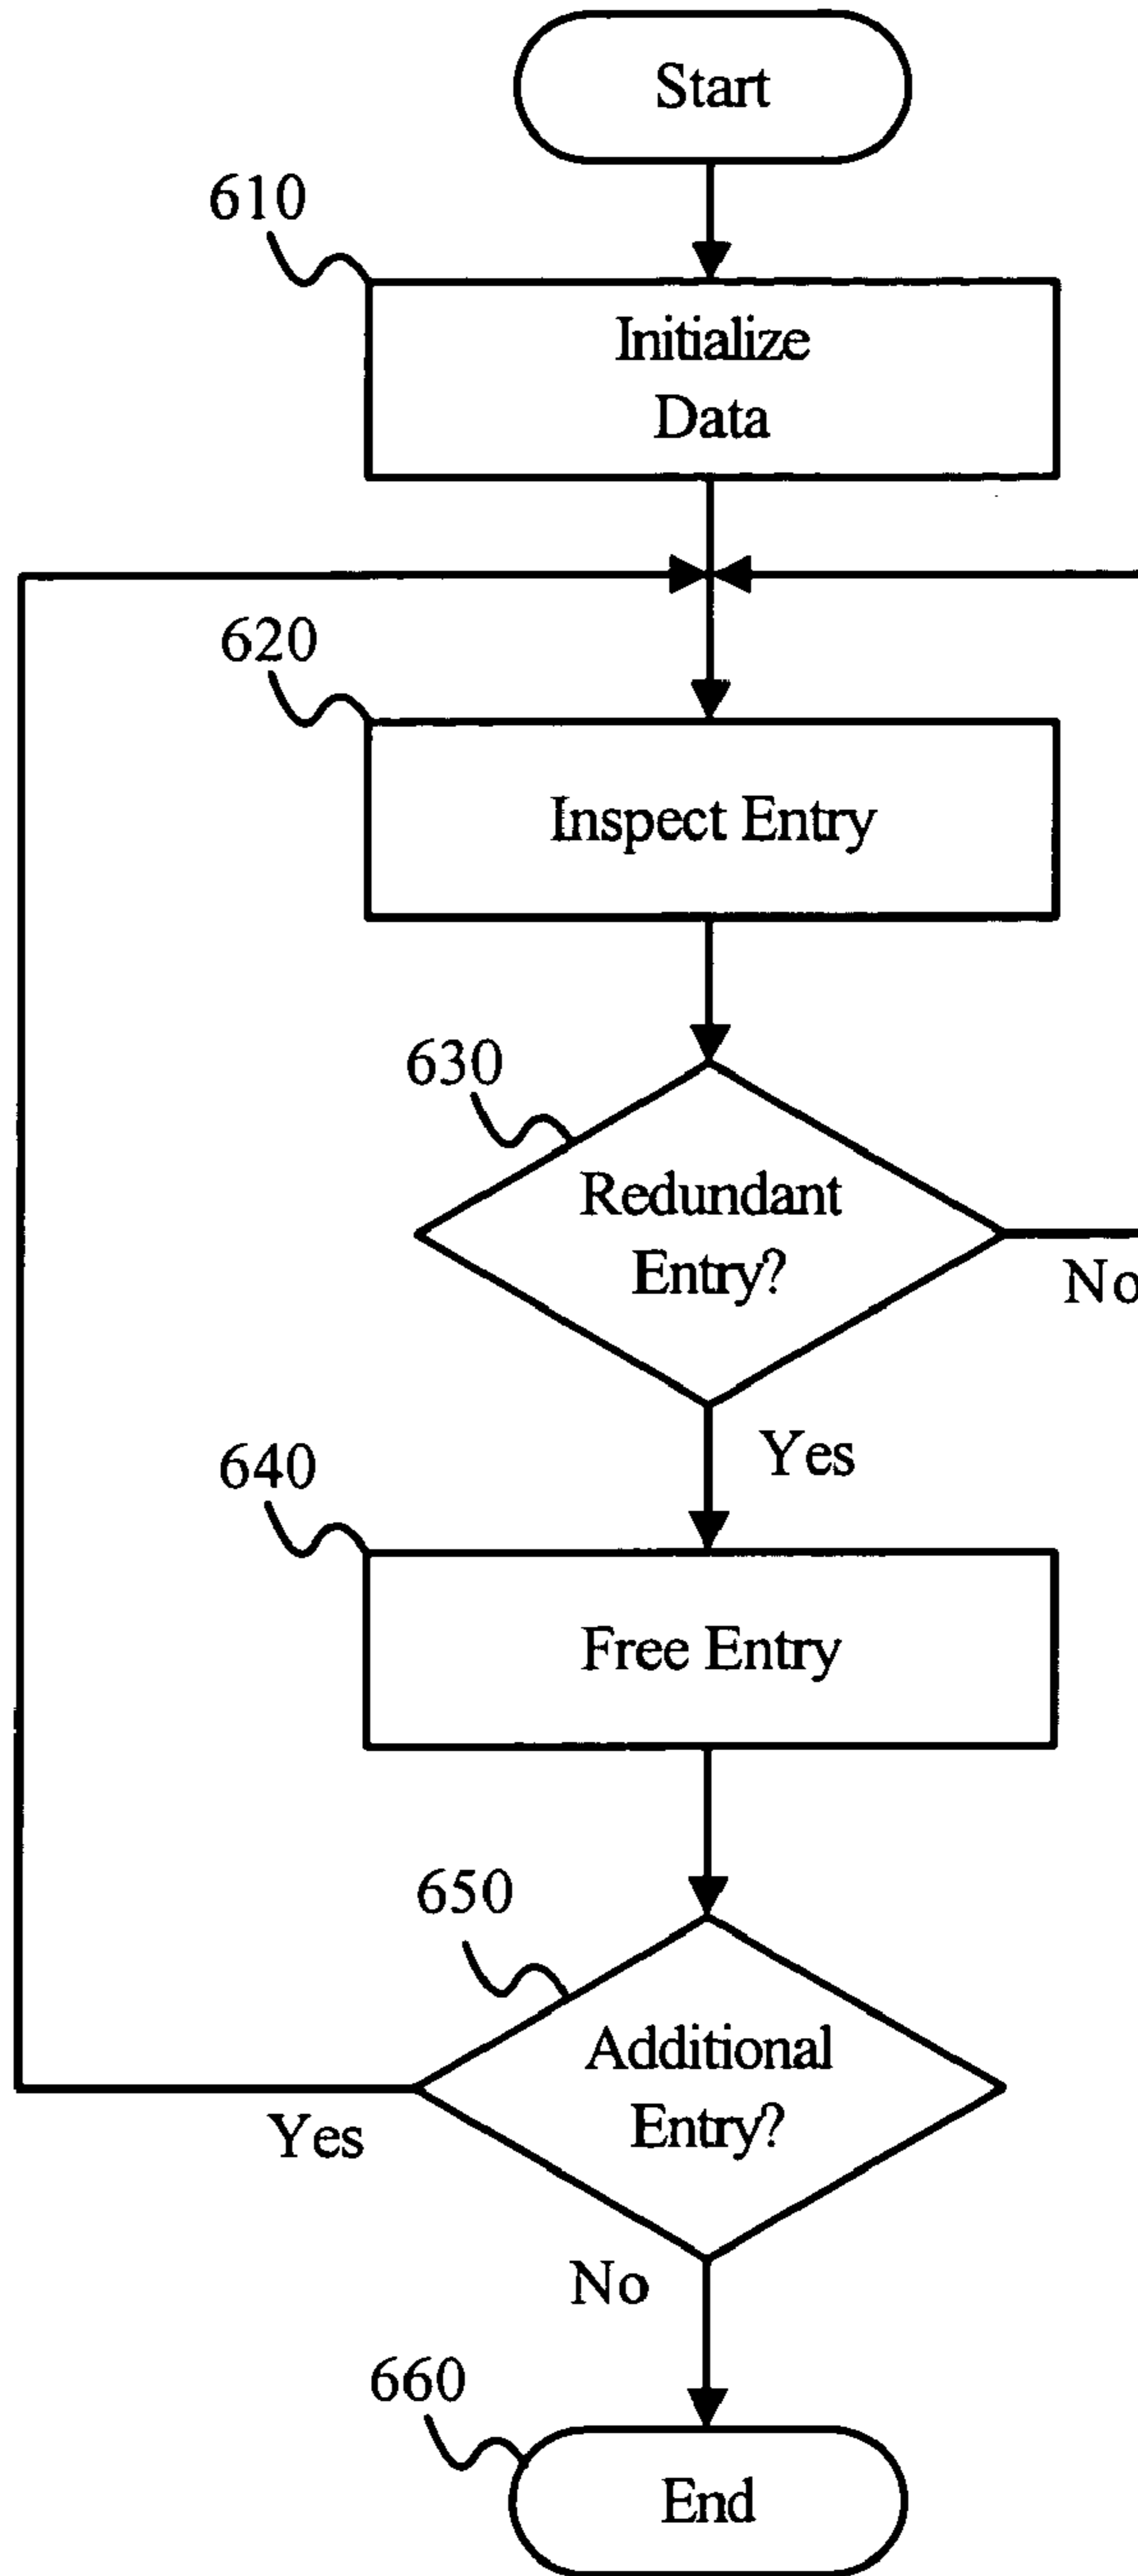 Start
610
Initialize
Data
620
Inspect Entry
630
Redundant
Entry?
No
Yes
640
Free Entry
650
Additional
Entry?
Yes
No
660
End